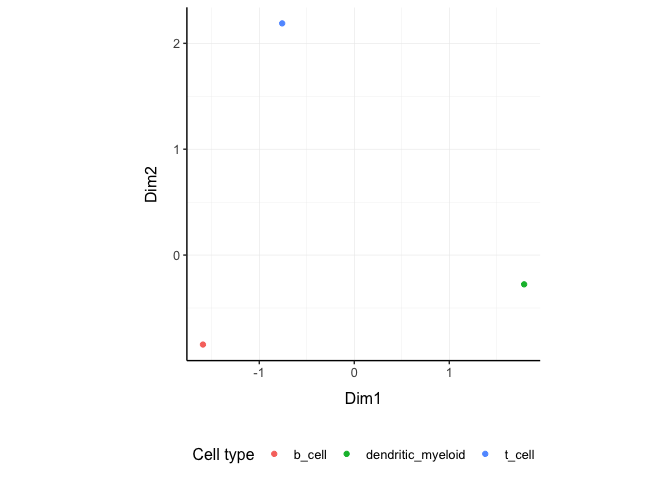 2
1
0
Dim2
-1 0 1
Dim1
Cell type b_cell dendritic_myeloid t_cell